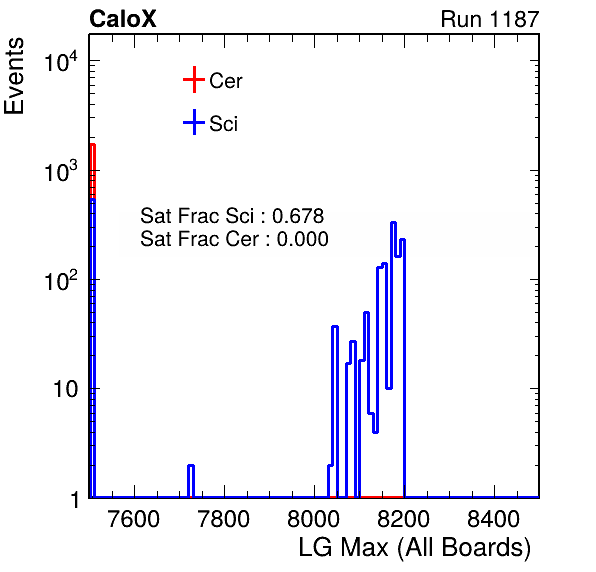 CaloX Run 1187
Events
10^4
10^3
10^2
10
1
Cer
Sci
Sat Frac Sci : 0.678
Sat Frac Cer : 0.000
7600 7800 8000 8200 8400
LG Max (All Boards)